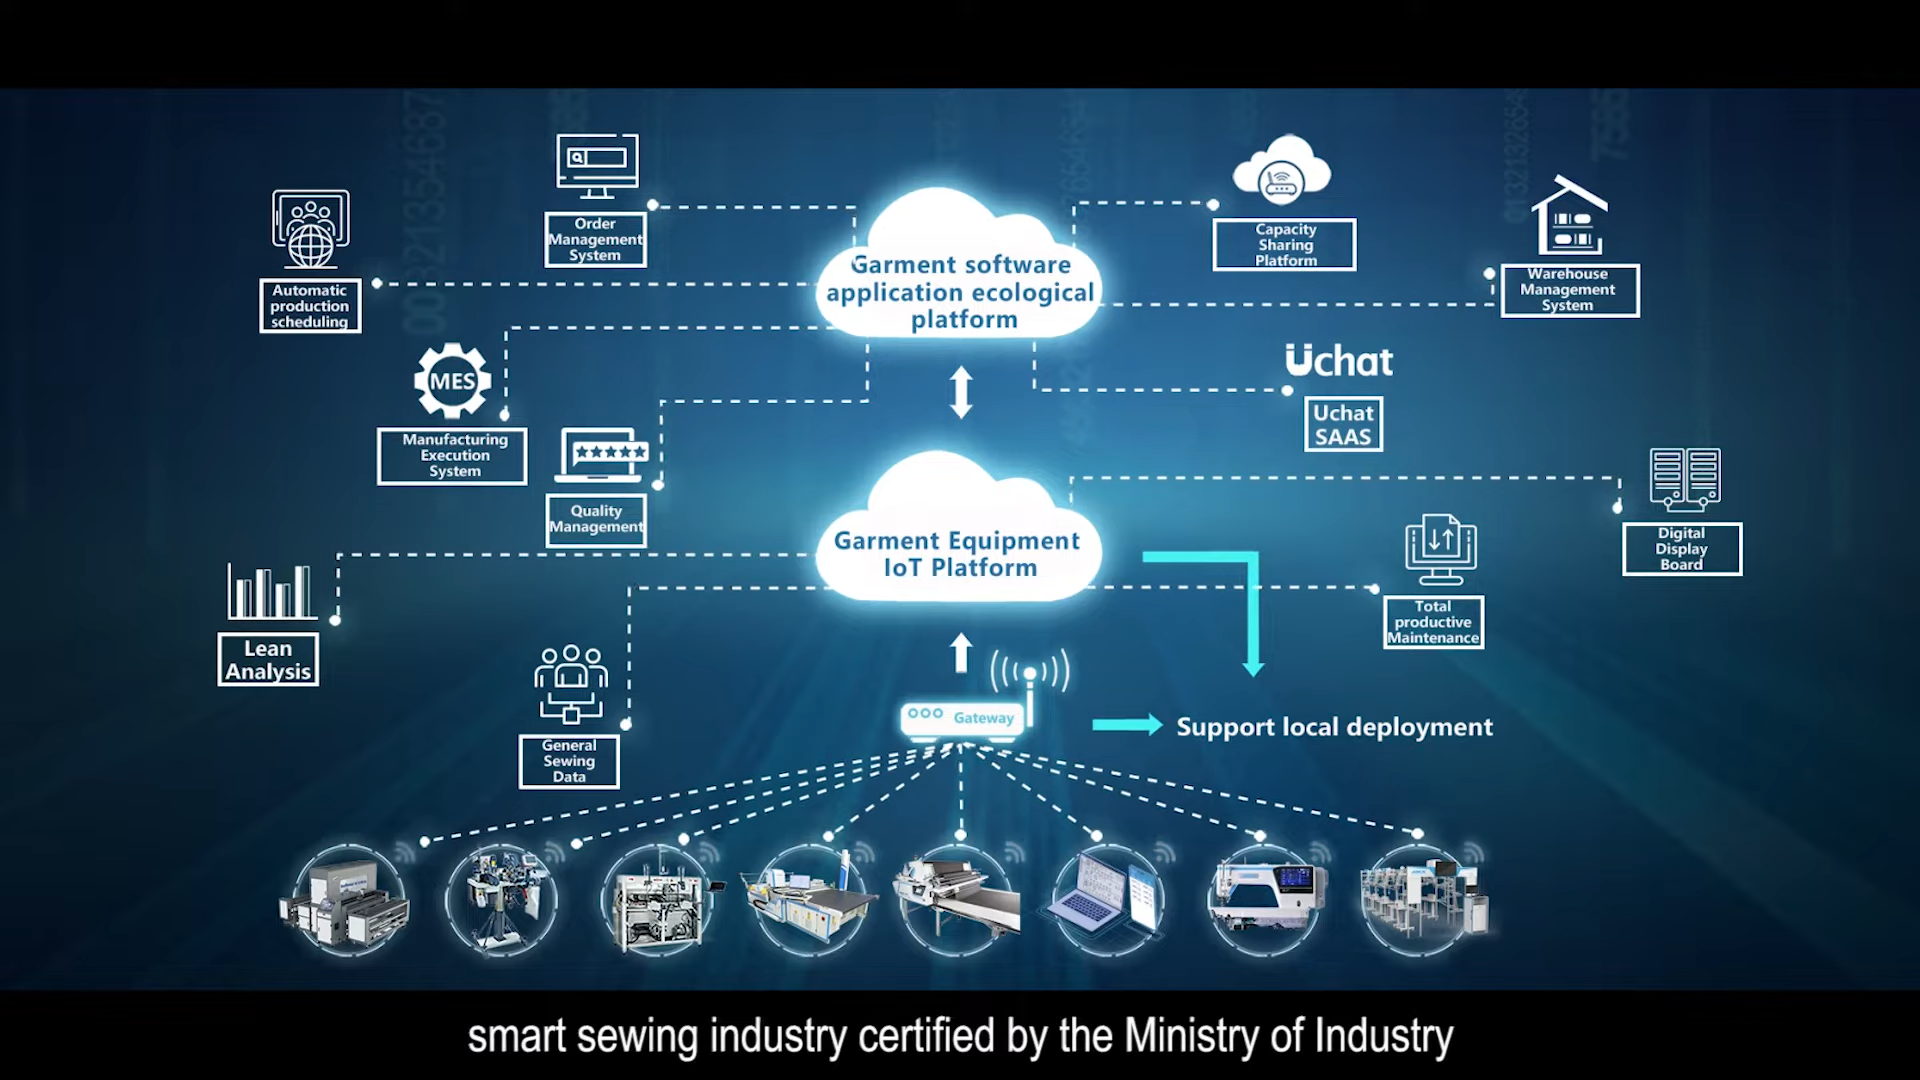 Order
Management
System
Automatic
production
scheduling
Garment software
application ecological
platform
Capacity
Sharing
Platform
Warehouse
Management
System
MES
Manufacturing
Execution
System
Quality
Management
Uchat
Uchat
SAAS
Garment Equipment
IoT Platform
Digital
Display
Board
Total
productive
Maintenance
Lean
Analysis
General
Sewing
Data
Gateway
Support local deployment
smart sewing industry certified by the Ministry of Industry